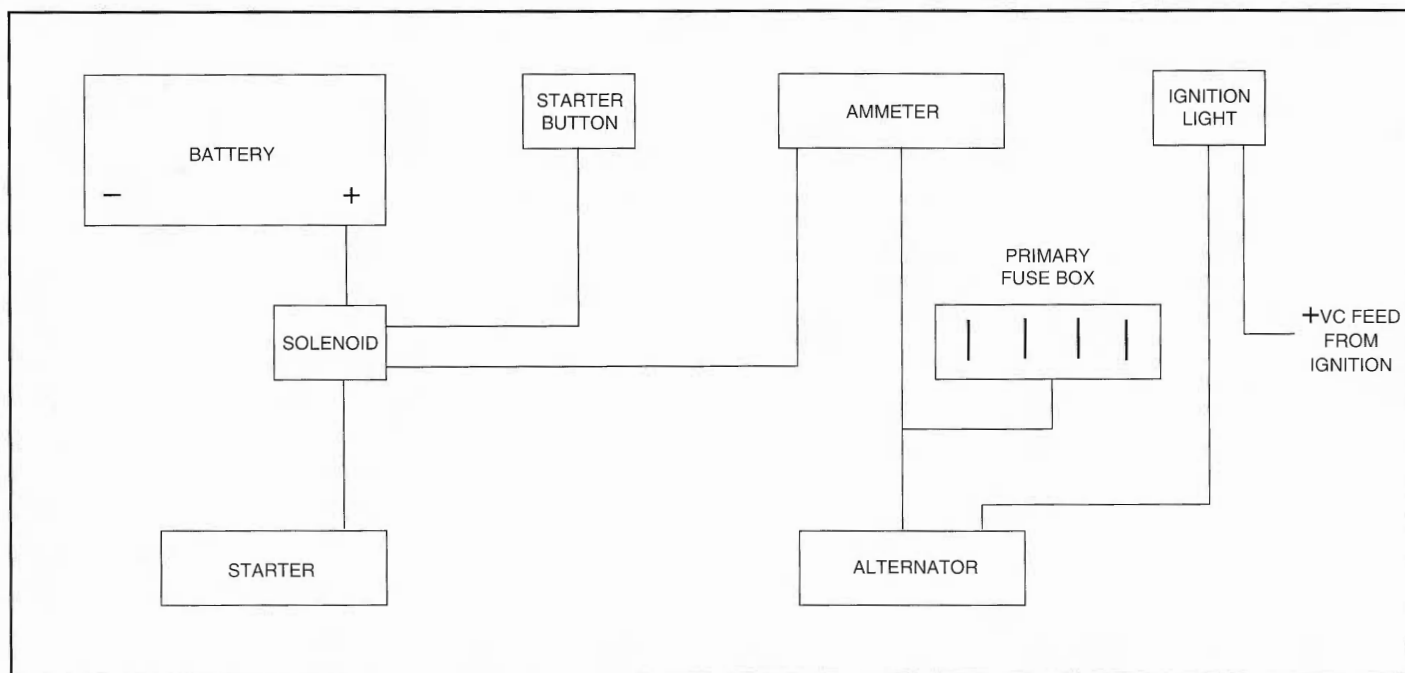 BATTERY
− +
STARTER
BUTTON
AMMETER
IGNITION
LIGHT
PRIMARY
FUSE BOX
SOLENOID
+VC FEED
FROM
IGNITION
STARTER
ALTERNATOR